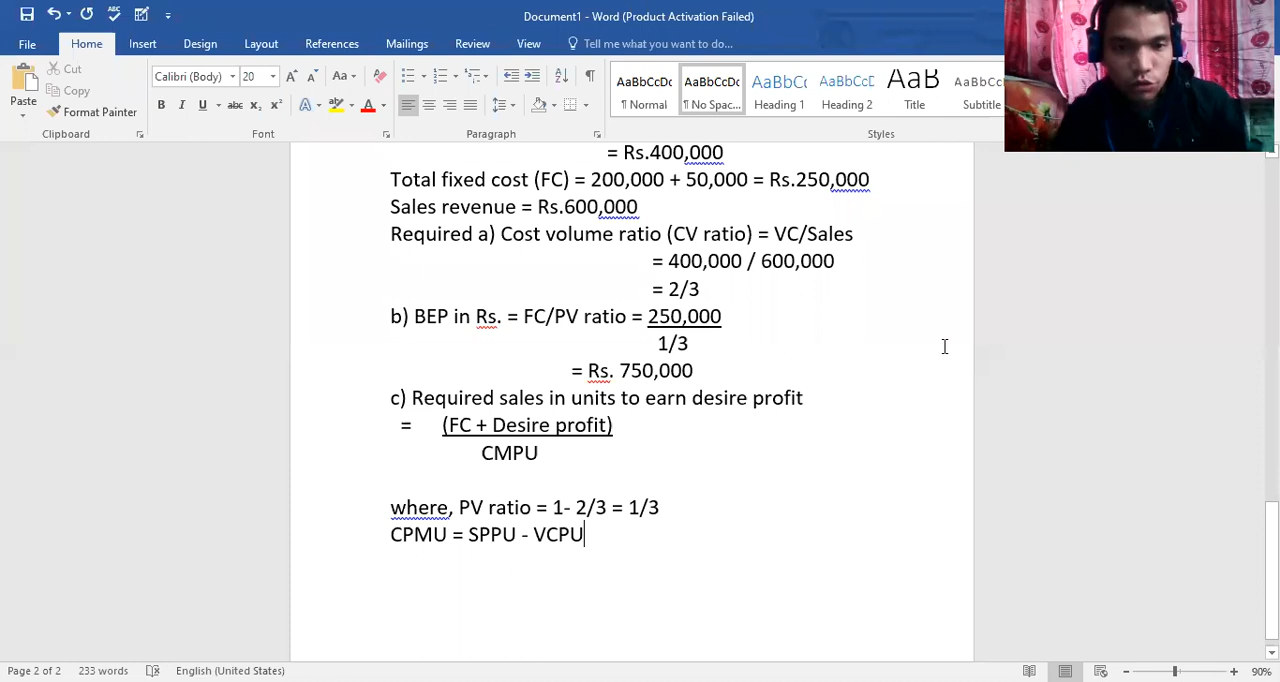 Document1 - Word (Product Activation Failed)
File Home Insert Design Layout References Mailings Review View Tell me what you want to do...
Paste
Cut
Copy
Format Painter
Clipboard
Calibri (Body) 20
Font
Paragraph
AaBbCcDc AaBbCcDc AaBbCc AaBbCcC AaB AaBbCcD
¶ Normal ¶ No Spac... Heading 1 Heading 2 Title Subtitle
Styles
= Rs.400,000
Total fixed cost (FC) = 200,000 + 50,000 = Rs.250,000
Sales revenue = Rs.600,000
Required a) Cost volume ratio (CV ratio) = VC/Sales
= 400,000 / 600,000
= 2/3
b) BEP in Rs. = FC/PV ratio = 250,000
1/3
= Rs. 750,000
c) Required sales in units to earn desire profit
= (FC + Desire profit)
CMPU
where, PV ratio = 1- 2/3 = 1/3
CPMU = SPPU - VCPU
Page 2 of 2 233 words English (United States) 90%